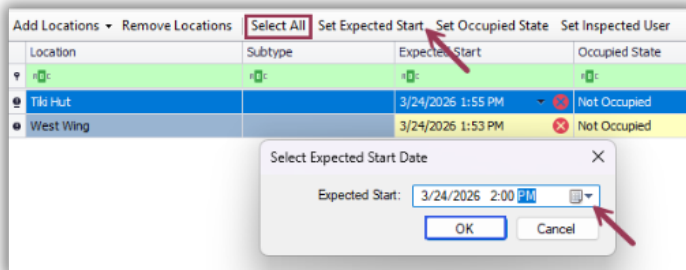 Add Locations Remove Locations Select All Set Expected Start Set Occupied State Set Inspected User
Location Subtype Expected Start Occupied State
Tiki Hut 3/24/2026 1:55 PM Not Occupied
West Wing 3/24/2026 1:53 PM Not Occupied
Select Expected Start Date
Expected Start: 3/24/2026 2:00 PM
OK Cancel